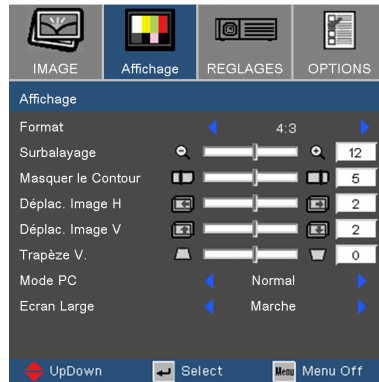 IMAGE Affichage REGLAGES OPTIONS
Affichage
Format 4:3
Surbalayage 12
Masquer le Contour 5
Déplac. Image H 2
Déplac. Image V 2
Trapèze V. 0
Mode PC Normal
Ecran Large Marche
UpDown Select Menu Menu Off